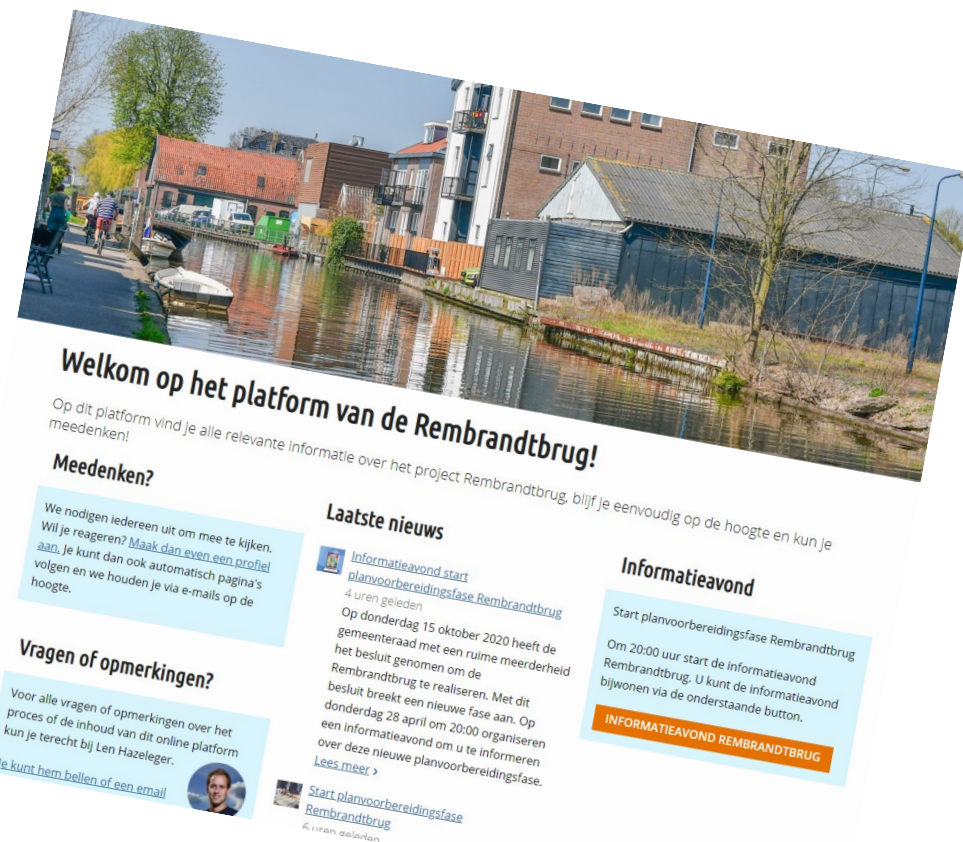 Welkom op het platform van de Rembrandtbrug!
Op dit platform vind je alle relevante informatie over het project Rembrandtbrug, blijf je eenvoudig op de hoogte en kun je
meedenken!
Meedenken?
We nodigen iedereen uit om mee te kijken.
Wil je reageren? Maak dan even een profiel
aan. Je kunt dan ook automatisch pagina's
volgen en we houden je via e-mails op de
hoogte.
Vragen of opmerkingen?
Voor alle vragen of opmerkingen over het
proces of de inhoud van dit online platform
kun je terecht bij Len Hazeleger.
Je kunt hem bellen of een email
Laatste nieuws
Informatieavond start
planvoorbereidingsfase Rembrandtbrug
4 uren geleden
Op donderdag 15 oktober 2020 heeft de
gemeenteraad met een ruime meerderheid
het besluit genomen om de
Rembrandtbrug te realiseren. Met dit
besluit breekt een nieuwe fase aan. Op
donderdag 28 april om 20:00 organiseren
een informatieavond om u te informeren
over deze nieuwe planvoorbereidingsfase.
Lees meer ›
Start planvoorbereidingsfase
Rembrandtbrug
6 uren geleden
Informatieavond
Start planvoorbereidingsfase Rembrandtbrug
Om 20:00 uur start de informatieavond
Rembrandtbrug. U kunt de informatieavond
bijwonen via de onderstaande button.
INFORMATIEAVOND REMBRANDTBRUG